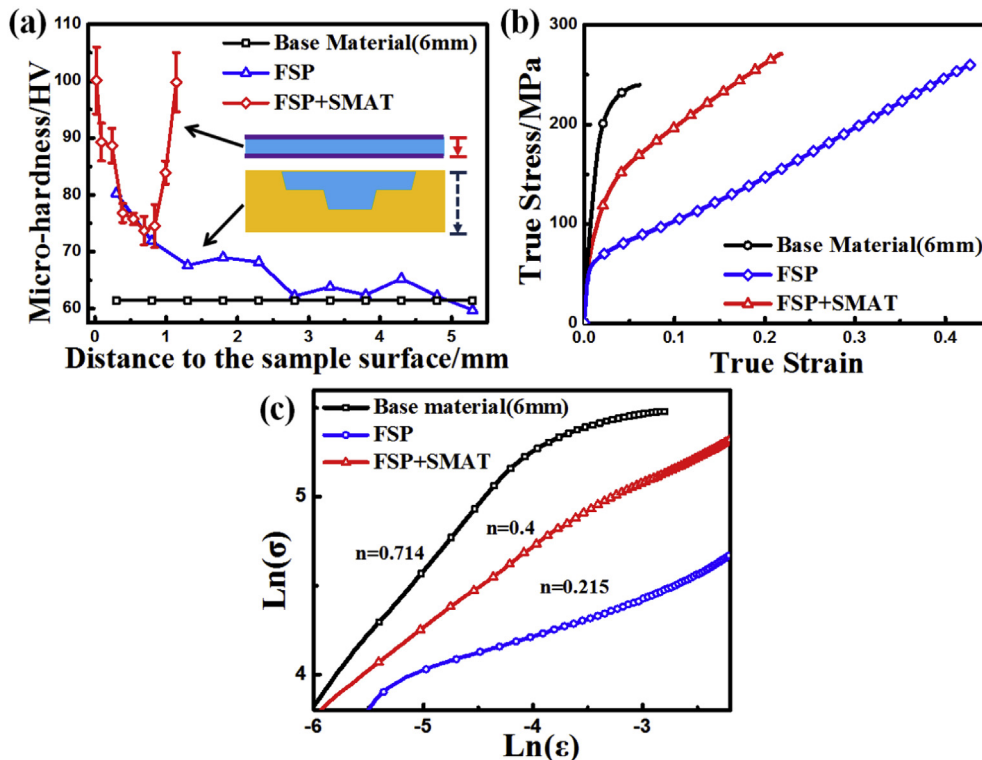 (a)
110
100
90
80
70
60
0
1
2
3
4
5
Micro-hardness/HV
Distance to the sample surface/mm
Base Material(6mm)
FSP
FSP+SMAT
(b)
300
200
100
0
0.0
0.1
0.2
0.3
0.4
True Stress/MPa
True Strain
Base Material(6mm)
FSP
FSP+SMAT
(c)
Base material(6mm)
FSP
FSP+SMAT
5
4
n=0.714
n=0.4
n=0.215
-6
-5
-4
-3
Ln(σ)
Ln(ε)